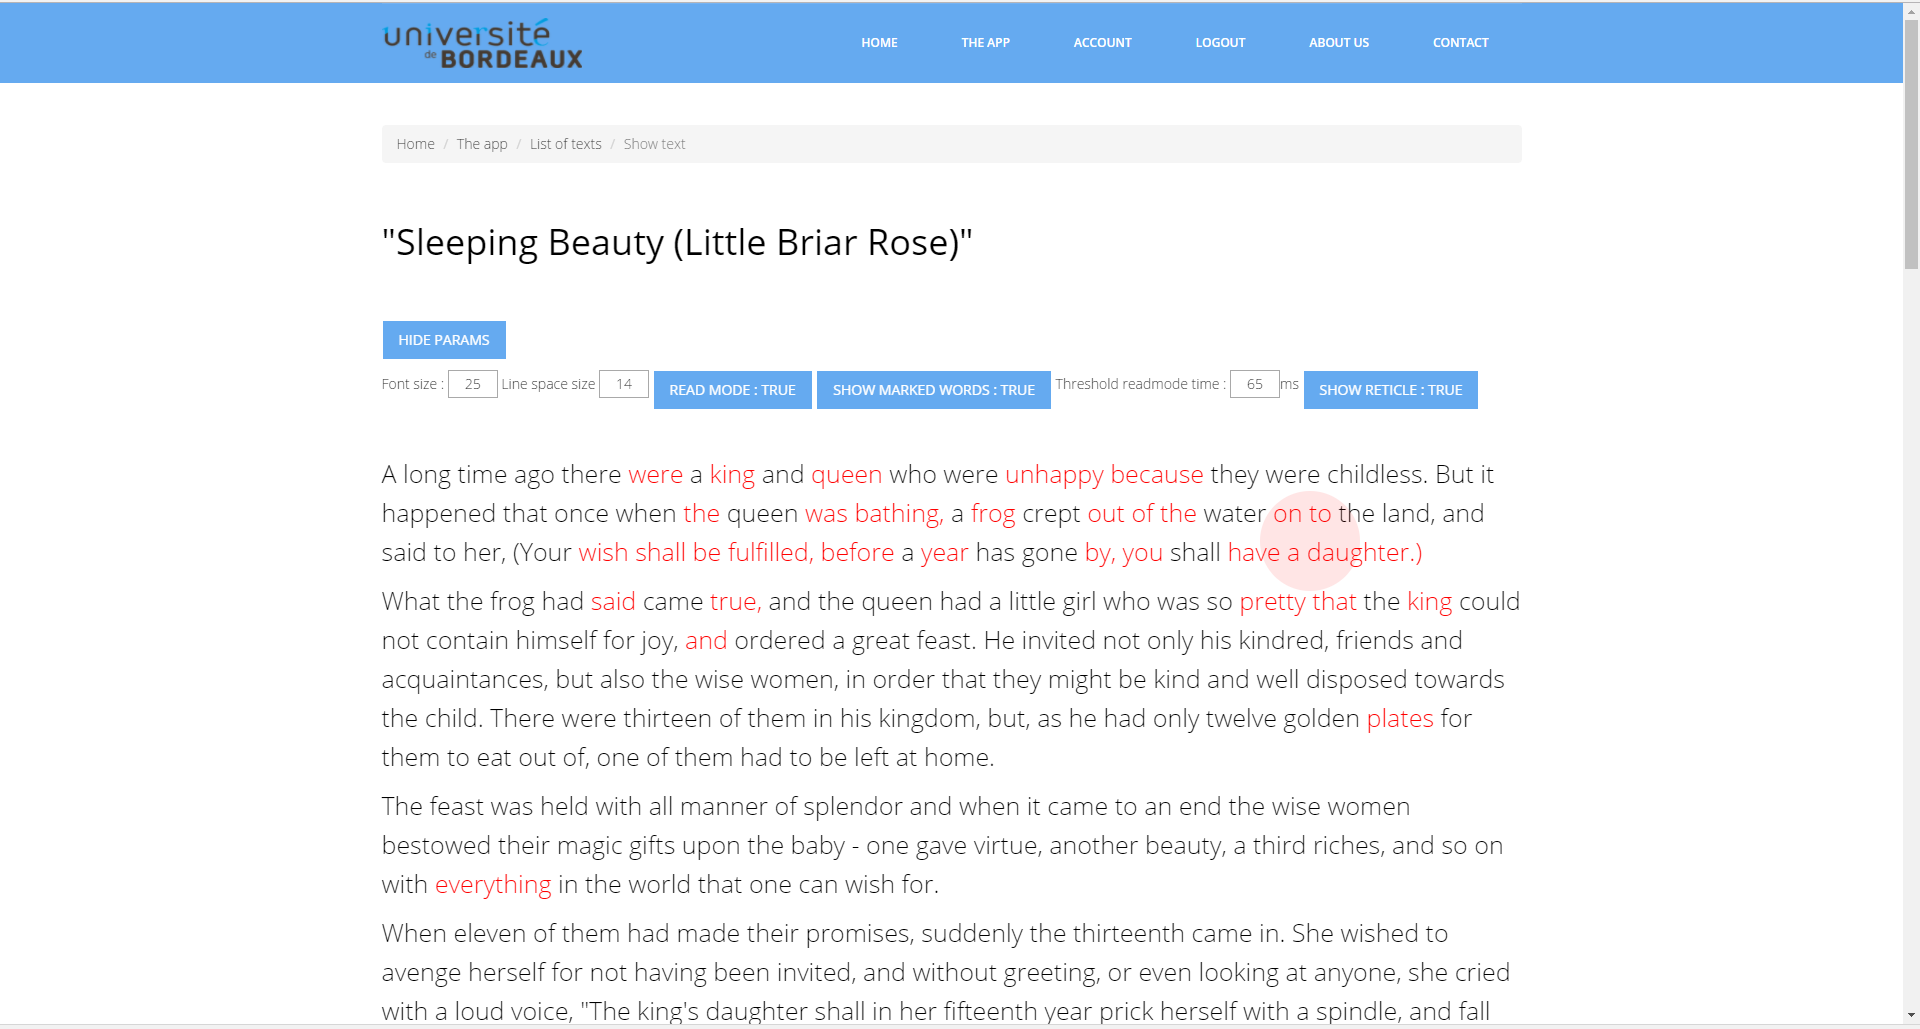 université
de BORDEAUX
HOME THE APP ACCOUNT LOGOUT ABOUT US CONTACT
Home / The app / List of texts / Show text
"Sleeping Beauty (Little Briar Rose)"
HIDE PARAMS
Font size : 25 Line space size 14 READ MODE : TRUE SHOW MARKED WORDS : TRUE Threshold readmode time : 65 ms SHOW RETICLE : TRUE
A long time ago there were a king and queen who were unhappy because they were childless. But it
happened that once when the queen was bathing, a frog crept out of the water on to the land, and
said to her, (Your wish shall be fulfilled, before a year has gone by, you shall have a daughter.)
What the frog had said came true, and the queen had a little girl who was so pretty that the king could
not contain himself for joy, and ordered a great feast. He invited not only his kindred, friends and
acquaintances, but also the wise women, in order that they might be kind and well disposed towards
the child. There were thirteen of them in his kingdom, but, as he had only twelve golden plates for
them to eat out of, one of them had to be left at home.
The feast was held with all manner of splendor and when it came to an end the wise women
bestowed their magic gifts upon the baby - one gave virtue, another beauty, a third riches, and so on
with everything in the world that one can wish for.
When eleven of them had made their promises, suddenly the thirteenth came in. She wished to
avenge herself for not having been invited, and without greeting, or even looking at anyone, she cried
with a loud voice, "The king's daughter shall in her fifteenth year prick herself with a spindle, and fall